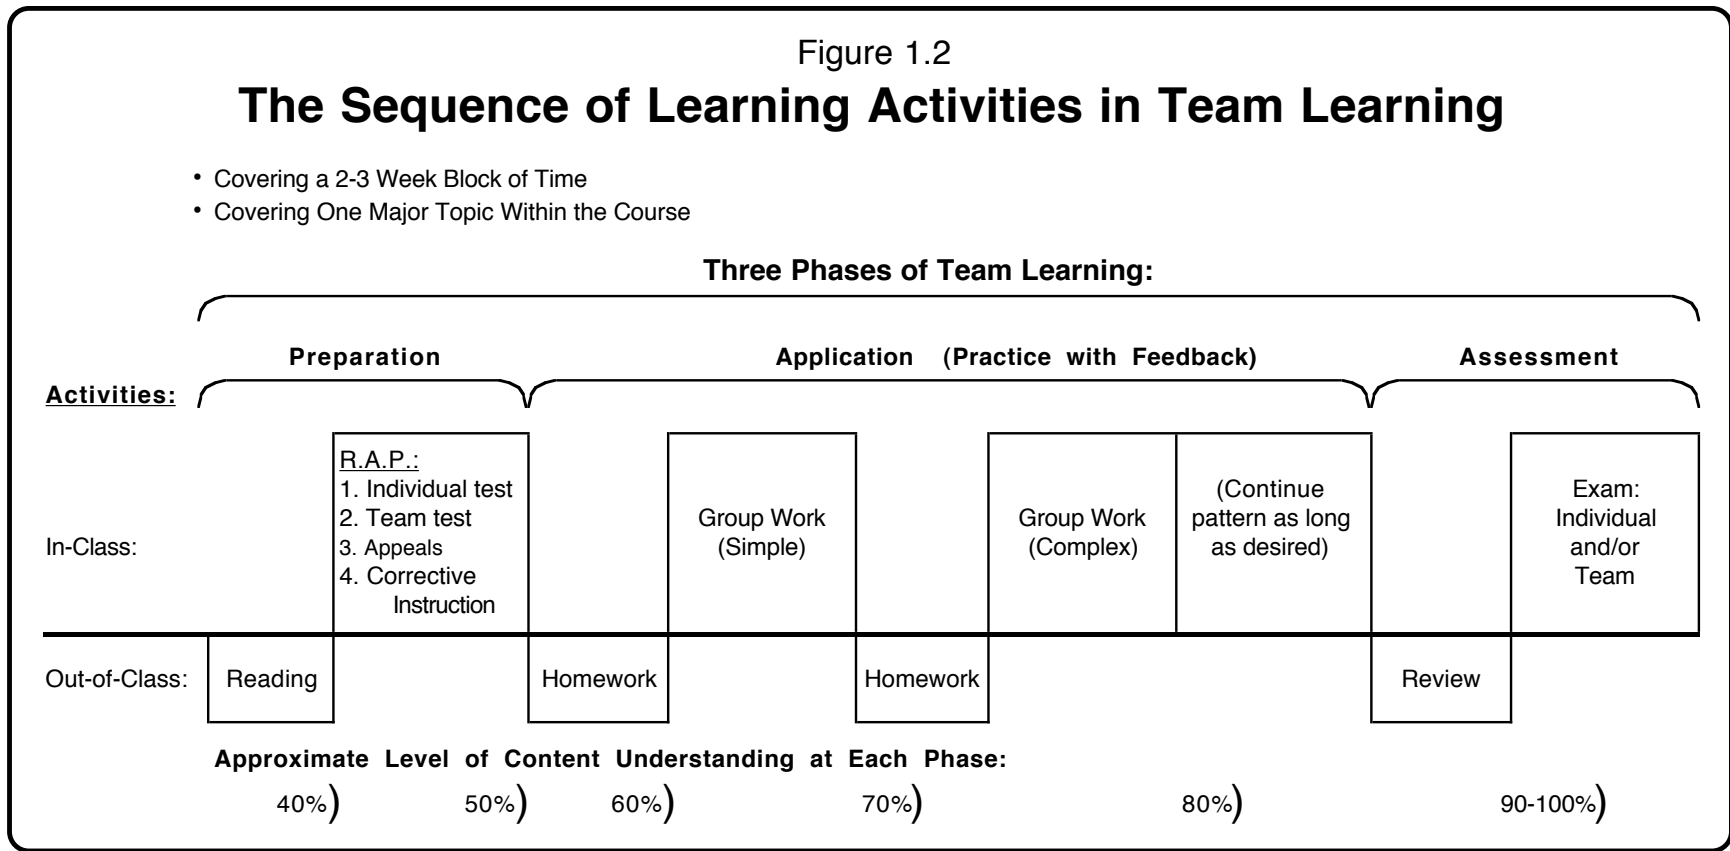 Figure 1.2
The Sequence of Learning Activities in Team Learning
• Covering a 2-3 Week Block of Time
• Covering One Major Topic Within the Course
Three Phases of Team Learning:
Preparation
Application (Practice with Feedback)
Assessment
Activities:
In-Class:
R.A.P.:
1. Individual test
2. Team test
3. Appeals
4. Corrective
Instruction
Group Work
(Simple)
Group Work
(Complex)
(Continue
pattern as long
as desired)
Exam:
Individual
and/or
Team
Out-of-Class:
Reading
Homework
Homework
Review
Approximate Level of Content Understanding at Each Phase:
40%) 50%) 60%) 70%) 80%) 90-100%)